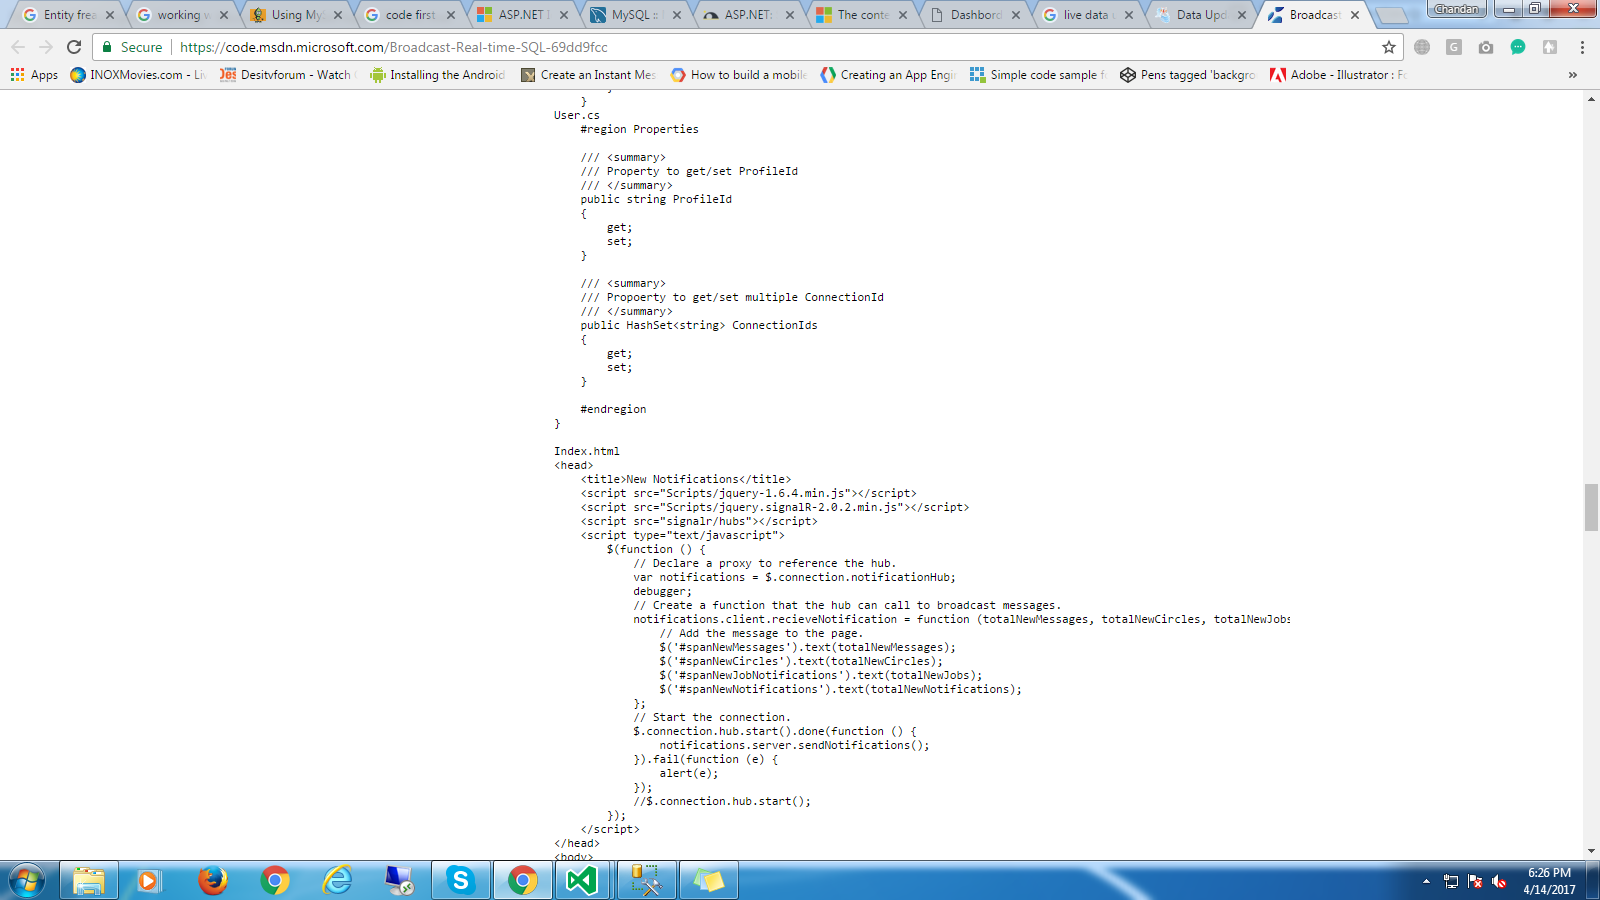 Entity frea
working w
Using My
code first
ASP.NET I
MySQL ::
ASP.NET:
The conte
Dashbord
live data u
Data Upd
Broadcast
Chandan
Secure
https://code.msdn.microsoft.com/Broadcast-Real-time-SQL-69dd9fcc
Apps
INOXMovies.com - Li
Desitvforum - Watch
Installing the Android
Create an Instant Mes
How to build a mobile
Creating an App Engi
Simple code sample f
Pens tagged 'backgro
Adobe - Illustrator : Fo
»
}
User.cs
#region Properties
/// <summary>
/// Property to get/set ProfileId
/// </summary>
public string ProfileId
{
get;
set;
}
/// <summary>
/// Propoerty to get/set multiple ConnectionId
/// </summary>
public HashSet<string> ConnectionIds
{
get;
set;
}
#endregion
}
Index.html
<head>
<title>New Notifications</title>
<script src="Scripts/jquery-1.6.4.min.js"></script>
<script src="Scripts/jquery.signalR-2.0.2.min.js"></script>
<script src="signalr/hubs"></script>
<script type="text/javascript">
$(function () {
// Declare a proxy to reference the hub.
var notifications = $.connection.notificationHub;
debugger;
// Create a function that the hub can call to broadcast messages.
notifications.client.recieveNotification = function (totalNewMessages, totalNewCircles, totalNewJobs
// Add the message to the page.
$('#spanNewMessages').text(totalNewMessages);
$('#spanNewCircles').text(totalNewCircles);
$('#spanNewJobNotifications').text(totalNewJobs);
$('#spanNewNotifications').text(totalNewNotifications);
};
// Start the connection.
$.connection.hub.start().done(function () {
notifications.server.sendNotifications();
}).fail(function (e) {
alert(e);
});
//$.connection.hub.start();
});
</script>
</head>
<body>
6:26 PM
4/14/2017